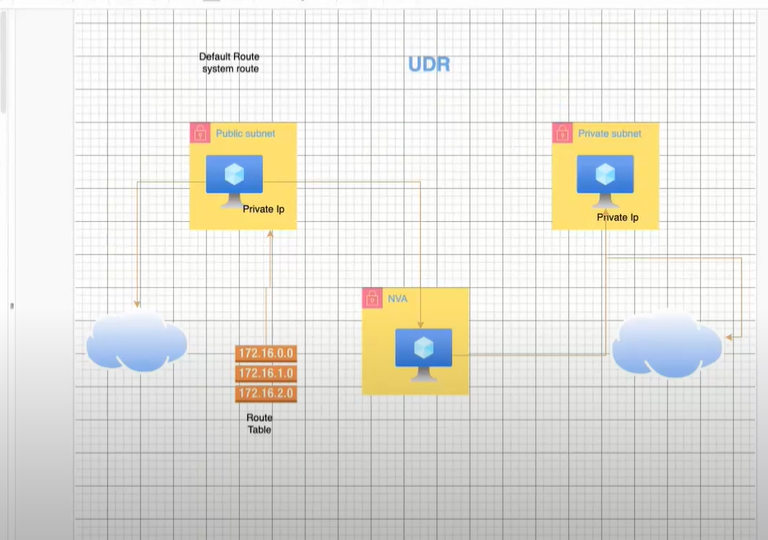 Default Route
system route
UDR
Public subnet
Private Ip
Private subnet
Private Ip
NVA
172.16.0.0
172.16.1.0
172.16.2.0
Route
Table